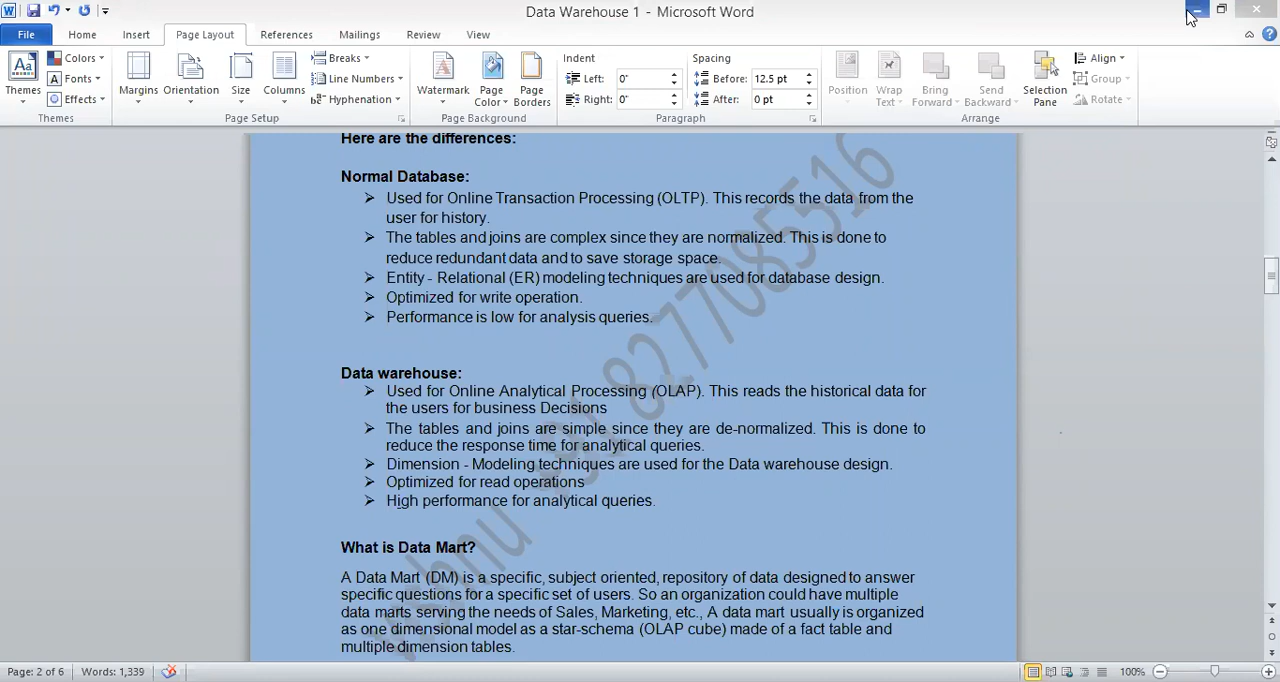 Data Warehouse 1 - Microsoft Word
File Home Insert Page Layout References Mailings Review View
Themes
Colors
Fonts
Effects
Themes
Margins Orientation Size Columns
Breaks
Line Numbers
Hyphenation
Page Setup
Watermark Page Color Page Borders
Page Background
Indent
Left: 0"
Right: 0"
Spacing
Before: 12.5 pt
After: 0 pt
Paragraph
Position Wrap Text Bring Forward Send Backward Selection Pane
Align
Group
Rotate
Arrange
Here are the differences:
Normal Database:
Used for Online Transaction Processing (OLTP). This records the data from the
user for history.
The tables and joins are complex since they are normalized. This is done to
reduce redundant data and to save storage space.
Entity - Relational (ER) modeling techniques are used for database design.
Optimized for write operation.
Performance is low for analysis queries.
Data warehouse:
Used for Online Analytical Processing (OLAP). This reads the historical data for
the users for business Decisions
The tables and joins are simple since they are de-normalized. This is done to
reduce the response time for analytical queries.
Dimension - Modeling techniques are used for the Data warehouse design.
Optimized for read operations
High performance for analytical queries.
What is Data Mart?
A Data Mart (DM) is a specific, subject oriented, repository of data designed to answer
specific questions for a specific set of users. So an organization could have multiple
data marts serving the needs of Sales, Marketing, etc., A data mart usually is organized
as one dimensional model as a star-schema (OLAP cube) made of a fact table and
multiple dimension tables.
+91 8277085516
Page: 2 of 6 Words: 1,339 100%